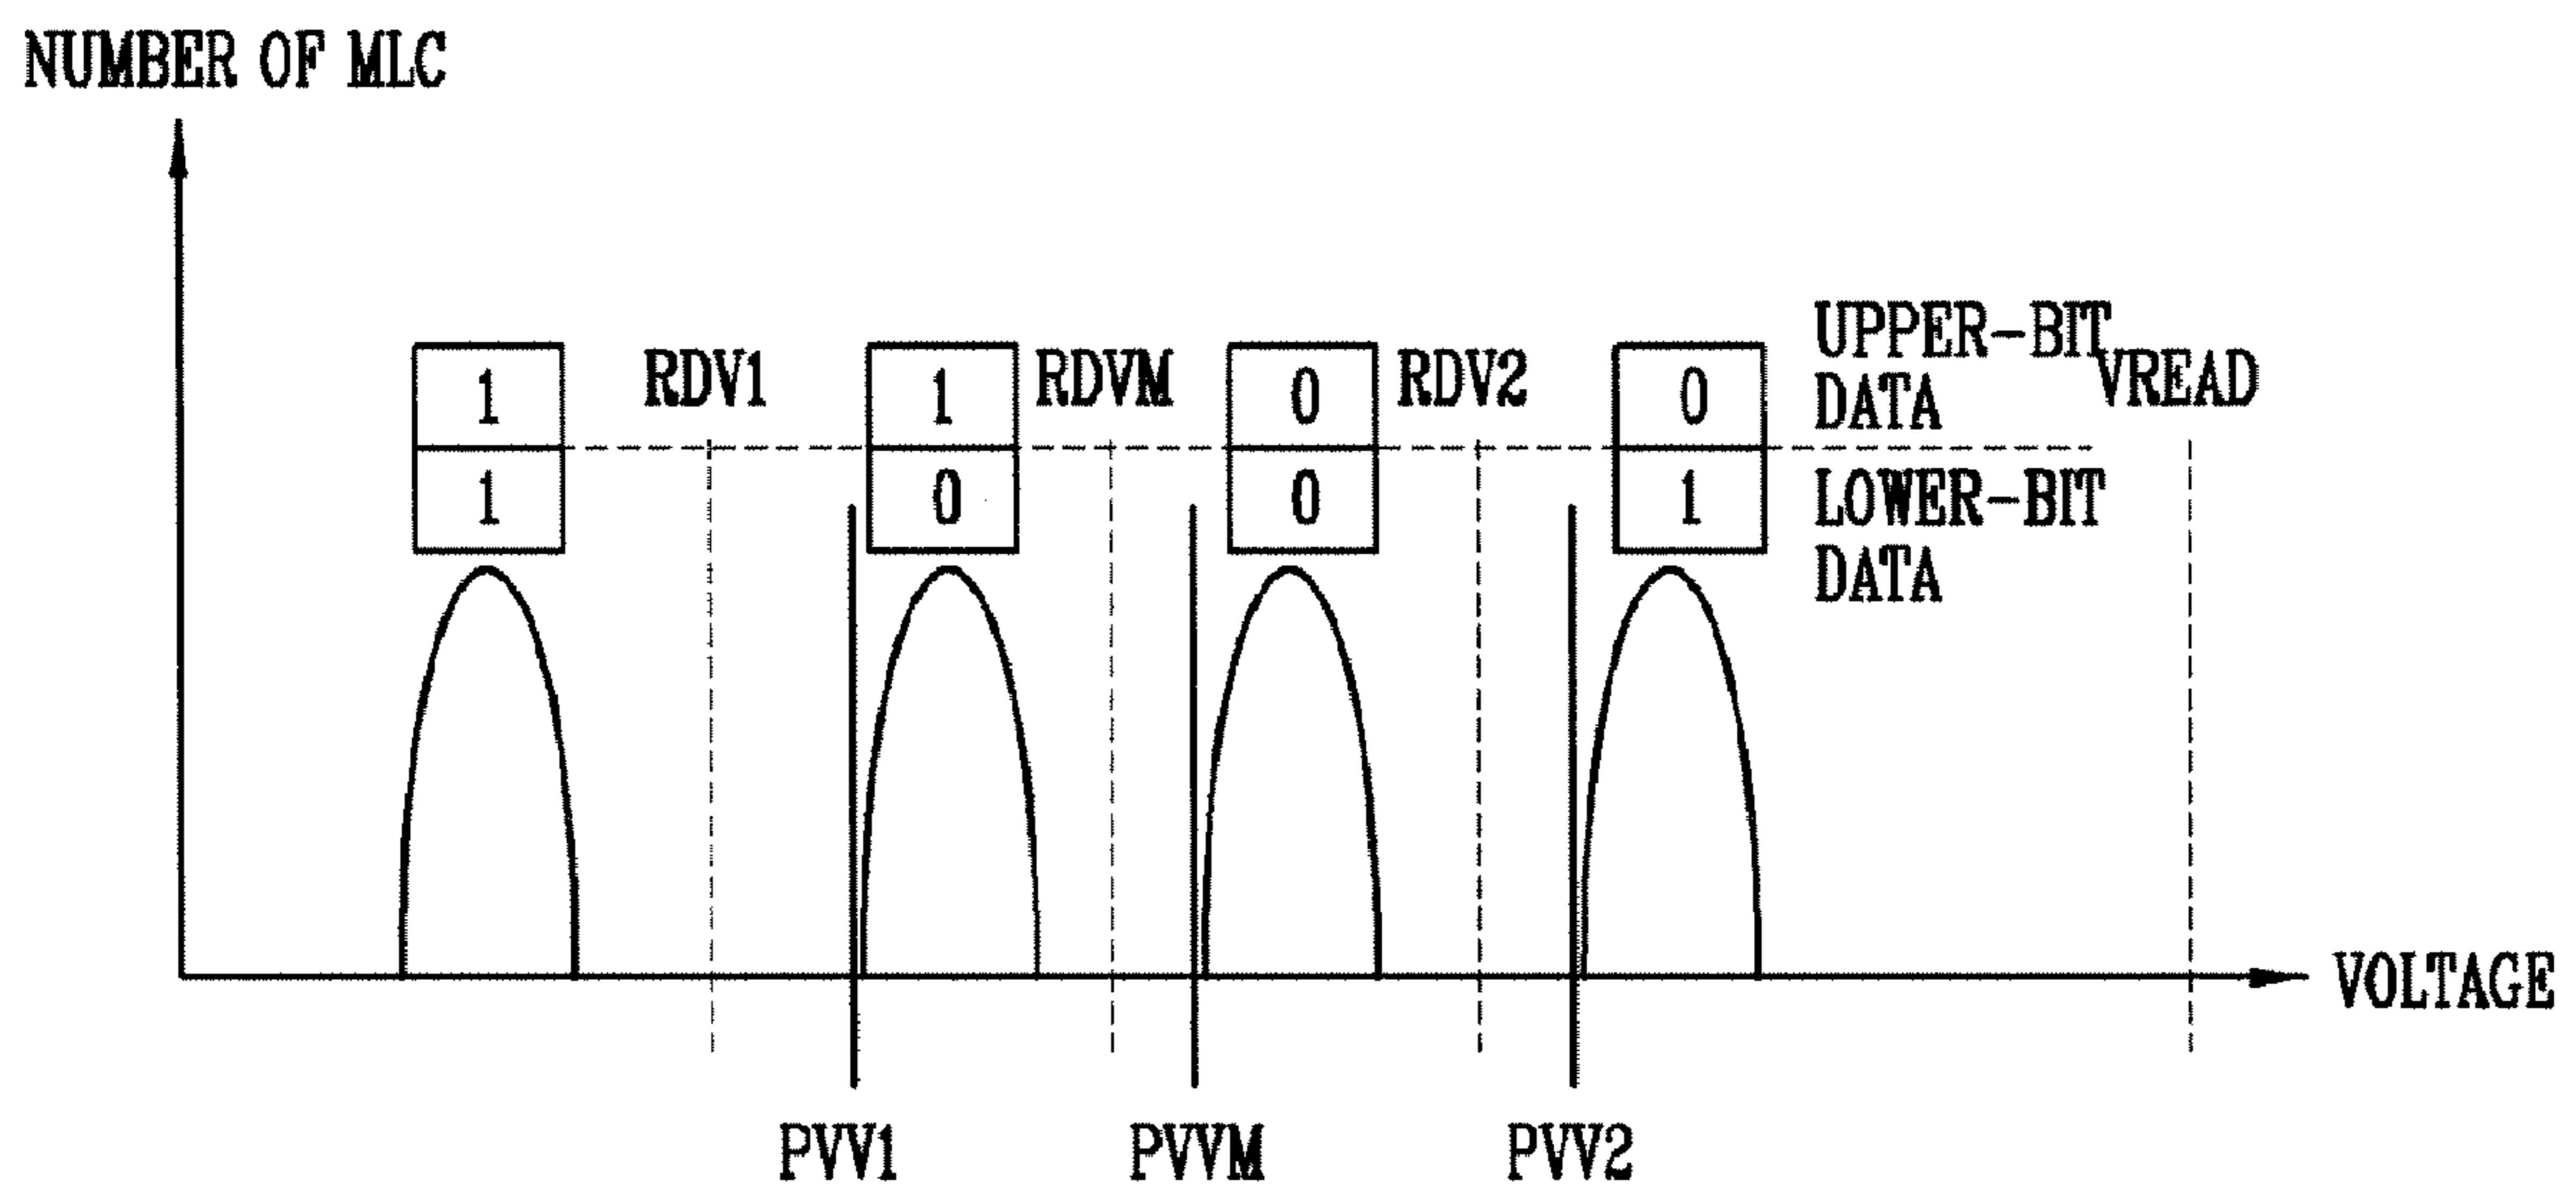 NUMBER OF MLC
UPPER-BIT
DATA
1 RDV1 1 RDVM 0 RDV2 0 VREAD
1 0 0 1
LOWER-BIT
DATA
VOLTAGE
PVV1 PVVM PVV2